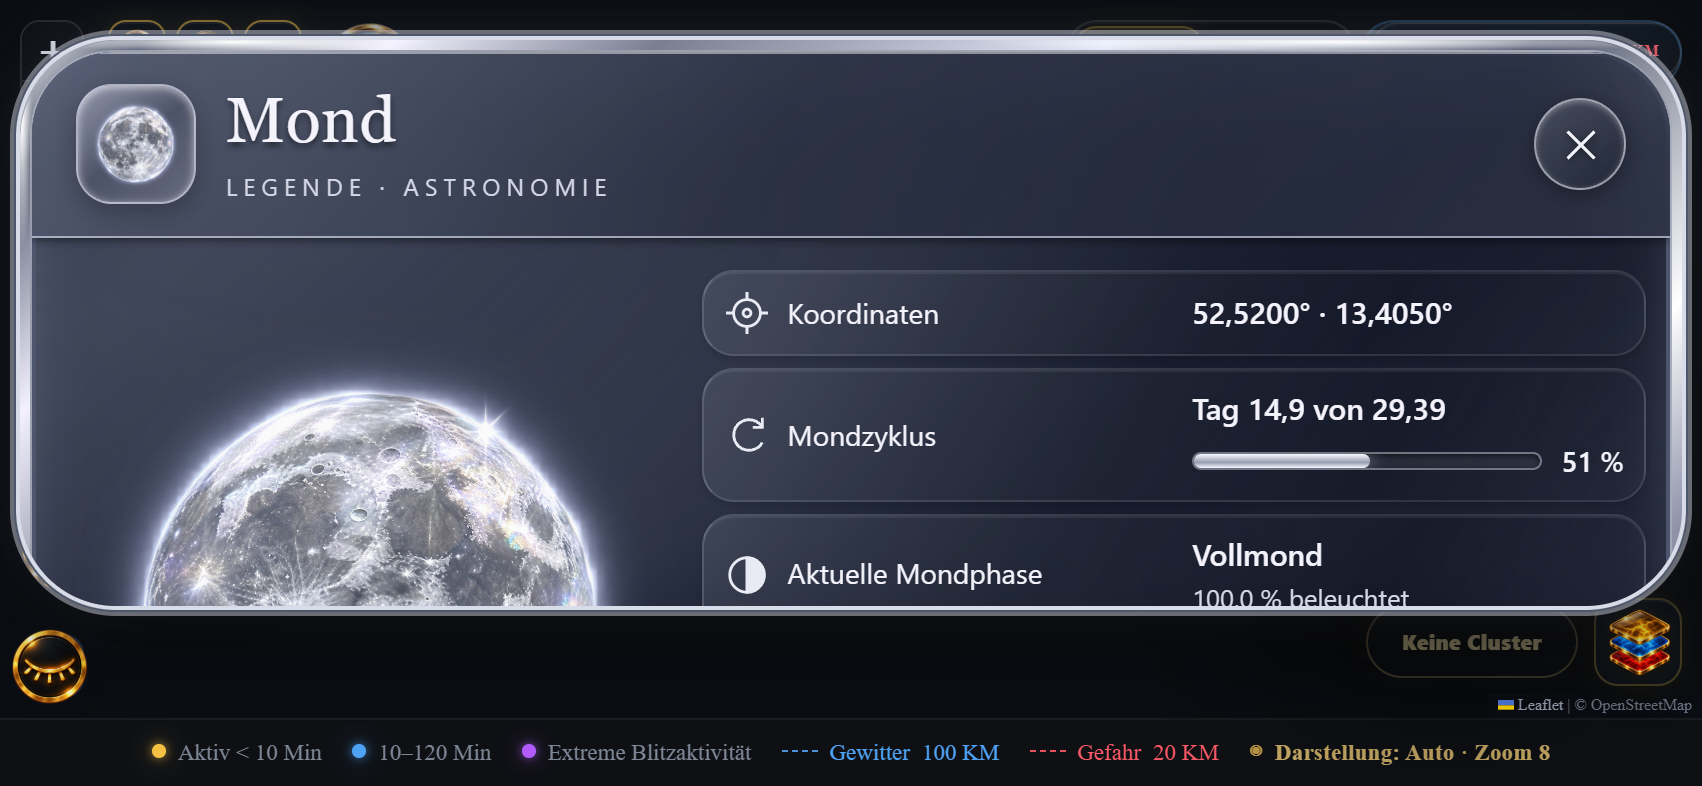 KM
Mond
LEGENDE · ASTRONOMIE
Koordinaten
52,5200° · 13,4050°
Mondzyklus
Tag 14,9 von 29,39
51 %
Aktuelle Mondphase
Vollmond
100,0 % beleuchtet
Keine Cluster
Leaflet | © OpenStreetMap
Aktiv < 10 Min
10–120 Min
Extreme Blitzaktivität
Gewitter 100 KM
Gefahr 20 KM
Darstellung: Auto · Zoom 8